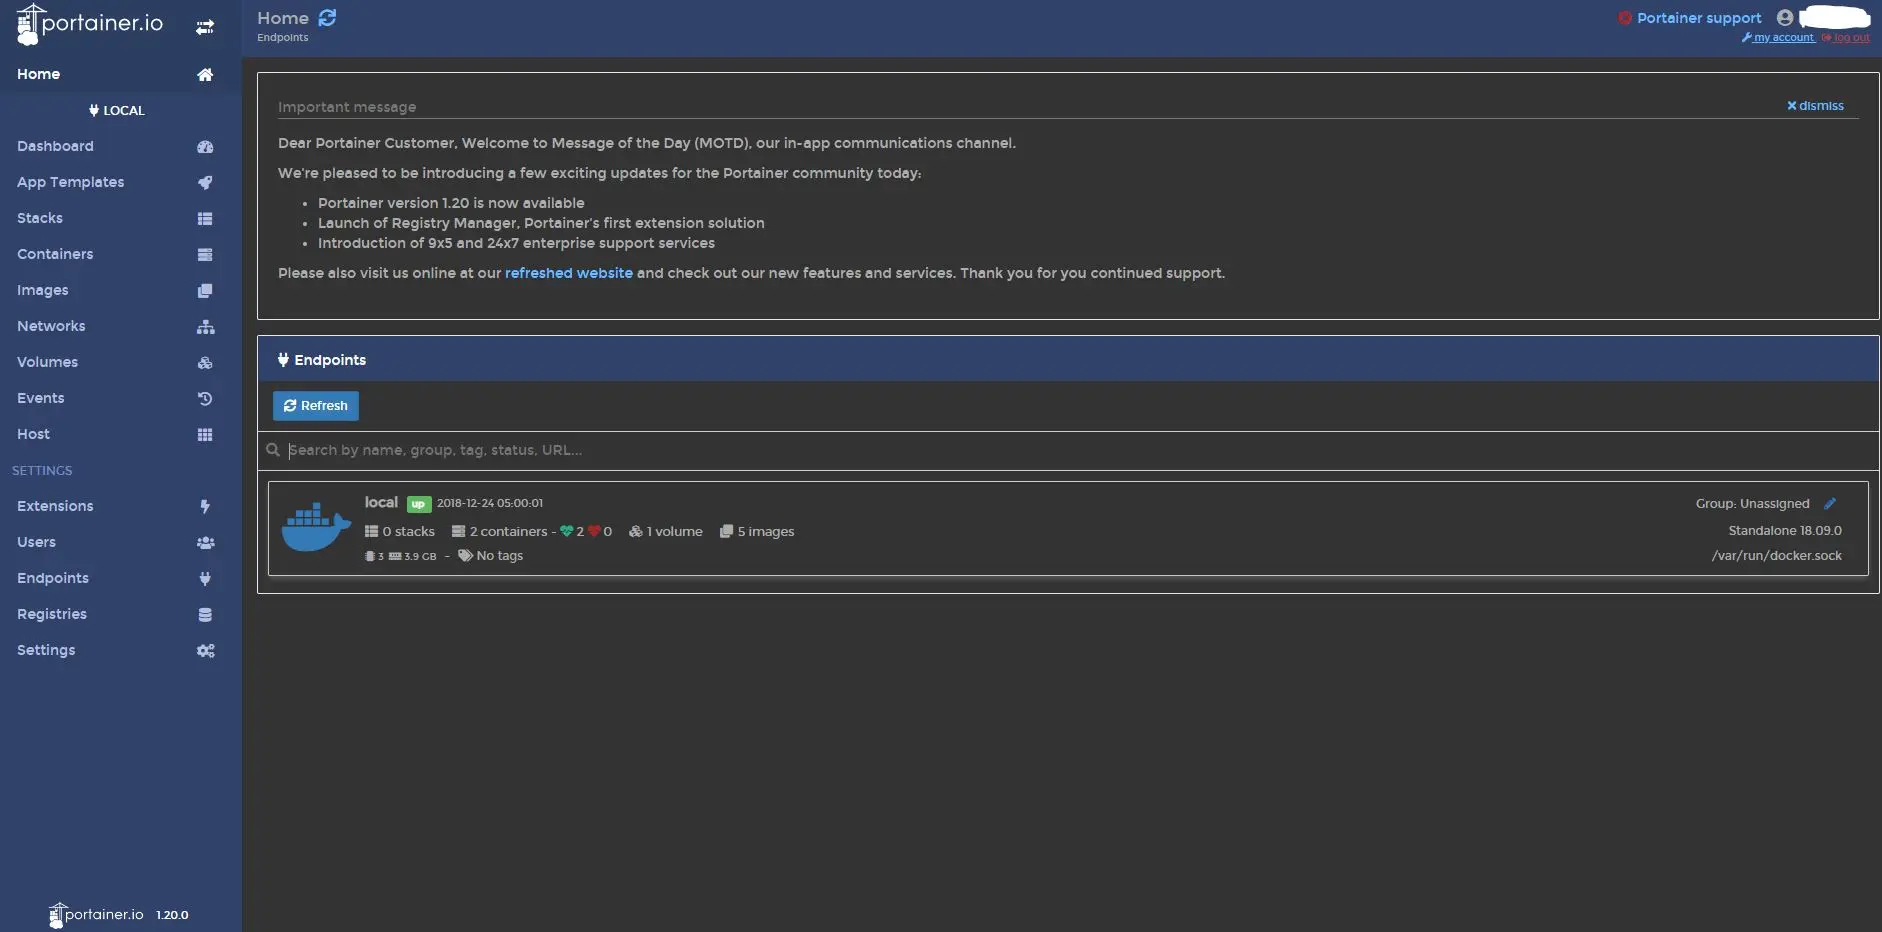 portainer.io
Home
LOCAL
Dashboard
App Templates
Stacks
Containers
Images
Networks
Volumes
Events
Host
SETTINGS
Extensions
Users
Endpoints
Registries
Settings
portainer.io 1.20.0
Home
Endpoints
Portainer support
my account log out
Important message
dismiss
Dear Portainer Customer, Welcome to Message of the Day (MOTD), our in-app communications channel.
We're pleased to be introducing a few exciting updates for the Portainer community today:
• Portainer version 1.20 is now available
• Launch of Registry Manager, Portainer's first extension solution
• Introduction of 9x5 and 24x7 enterprise support services
Please also visit us online at our refreshed website and check out our new features and services. Thank you for you continued support.
Endpoints
Refresh
Search by name, group, tag, status, URL...
local up 2018-12-24 05:00:01
Group: Unassigned
0 stacks 2 containers - 2 0 1 volume 5 images
Standalone 18.09.0
3 3.9 GB - No tags
/var/run/docker.sock